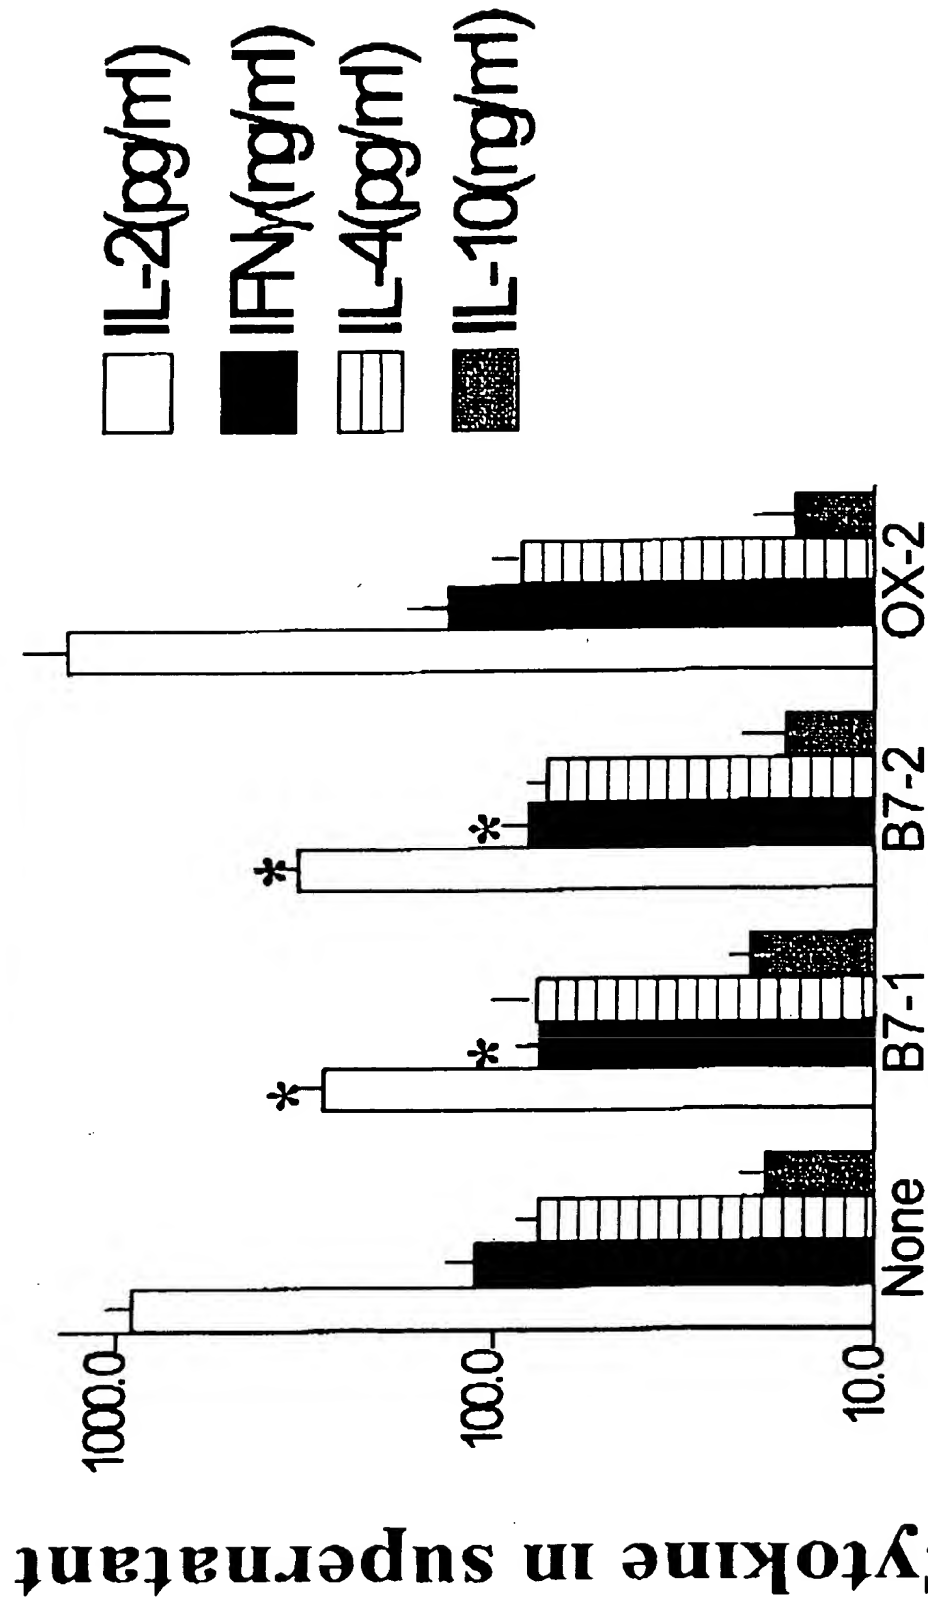 IL-2(pg/ml)
IFNγ(ng/ml)
IL-4(pg/ml)
IL-10(ng/ml)
1000.0
100.0
10.0
None
B7-1
B7-2
OX-2
* * * *
Cytokine in supernatant